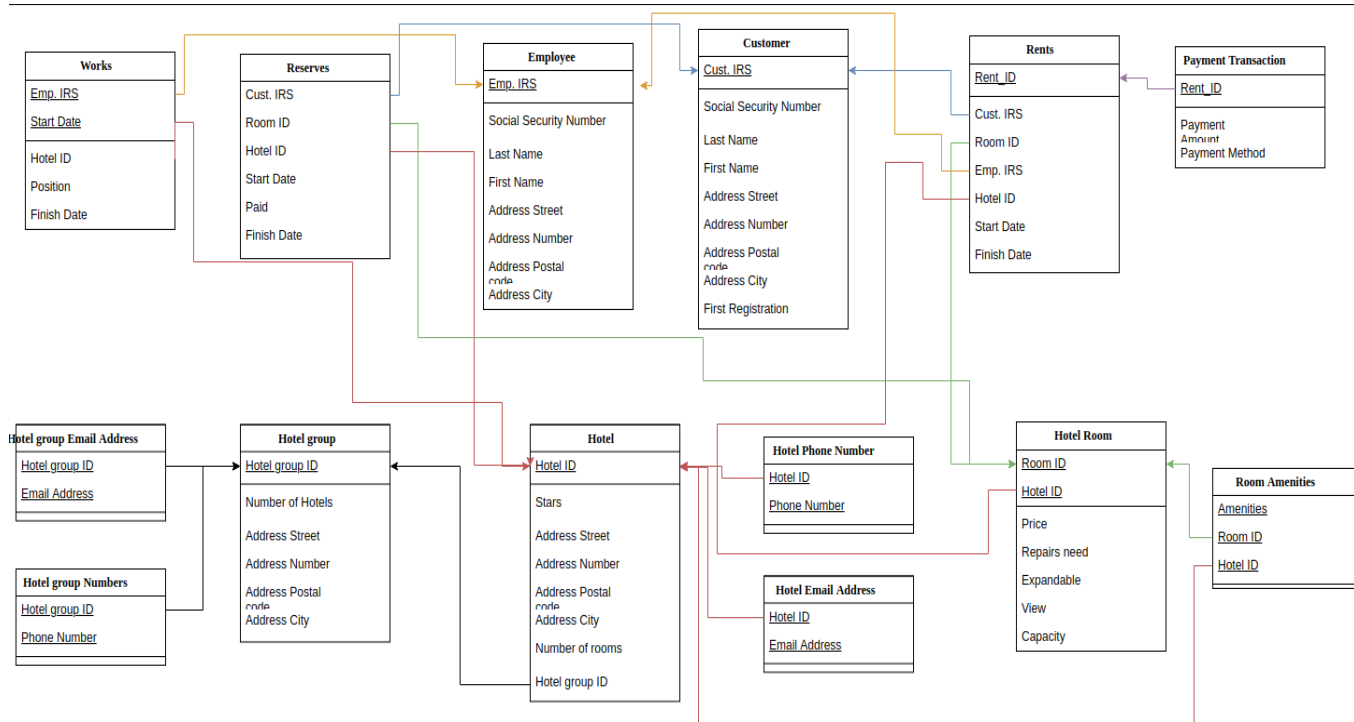 Works
Emp. IRS
Start Date
Hotel ID
Position
Finish Date
Reserves
Cust. IRS
Room ID
Hotel ID
Start Date
Paid
Finish Date
Employee
Emp. IRS
Social Security Number
Last Name
First Name
Address Street
Address Number
Address Postal
code
Address City
Customer
Cust. IRS
Social Security Number
Last Name
First Name
Address Street
Address Number
Address Postal
code
Address City
First Registration
Rents
Rent_ID
Cust. IRS
Room ID
Emp. IRS
Hotel ID
Start Date
Finish Date
Payment Transaction
Rent_ID
Payment
Amount
Payment Method
Hotel group Email Address
Hotel group ID
Email Address
Hotel group Numbers
Hotel group ID
Phone Number
Hotel group
Hotel group ID
Number of Hotels
Address Street
Address Number
Address Postal
code
Address City
Hotel
Hotel ID
Stars
Address Street
Address Number
Address Postal
code
Address City
Number of rooms
Hotel group ID
Hotel Phone Number
Hotel ID
Phone Number
Hotel Email Address
Hotel ID
Email Address
Hotel Room
Room ID
Hotel ID
Price
Repairs need
Expandable
View
Capacity
Room Amenities
Amenities
Room ID
Hotel ID